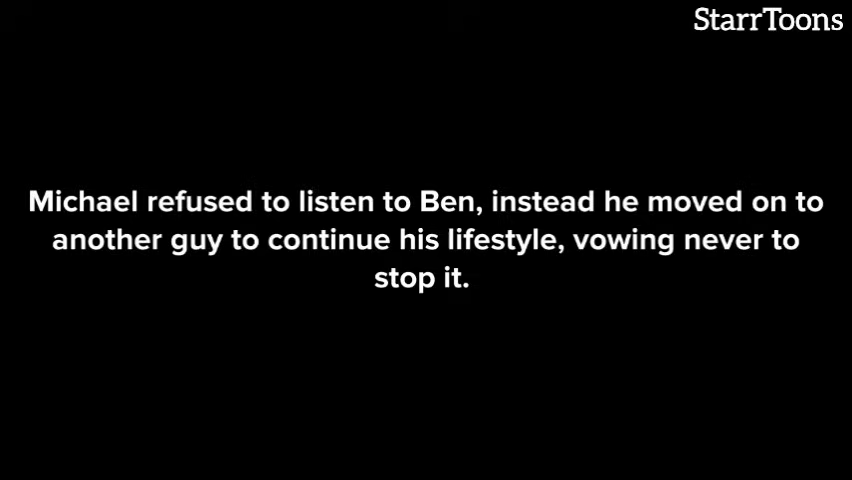 StarrToons
Michael refused to listen to Ben, instead he moved on to
another guy to continue his lifestyle, vowing never to
stop it.